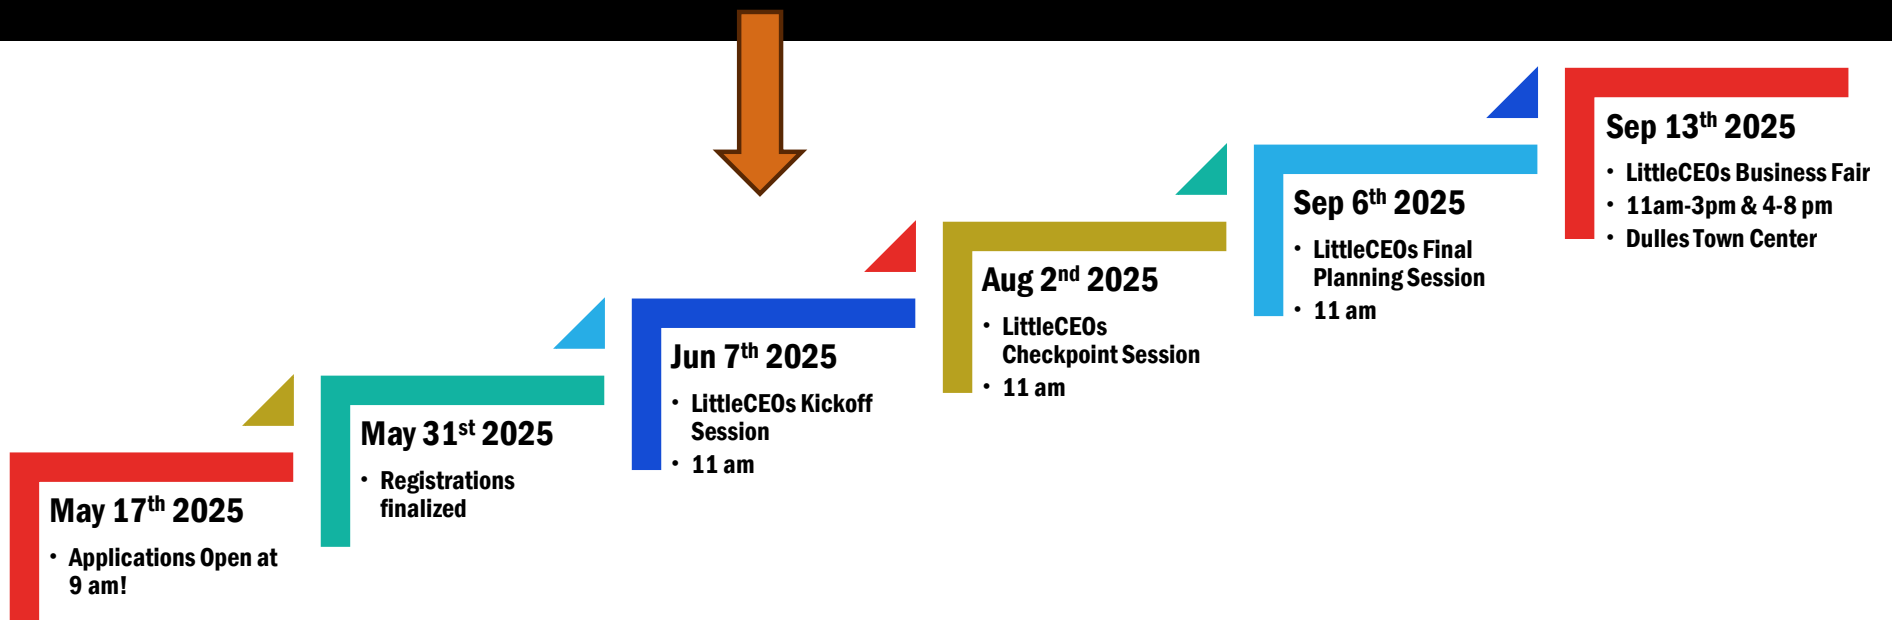 May 17th 2025
• Applications Open at
9 am!
May 31st 2025
• Registrations
finalized
Jun 7th 2025
• LittleCEOs Kickoff
Session
• 11 am
Aug 2nd 2025
• LittleCEOs
Checkpoint Session
• 11 am
Sep 6th 2025
• LittleCEOs Final
Planning Session
• 11 am
Sep 13th 2025
• LittleCEOs Business Fair
• 11am-3pm & 4-8 pm
• Dulles Town Center